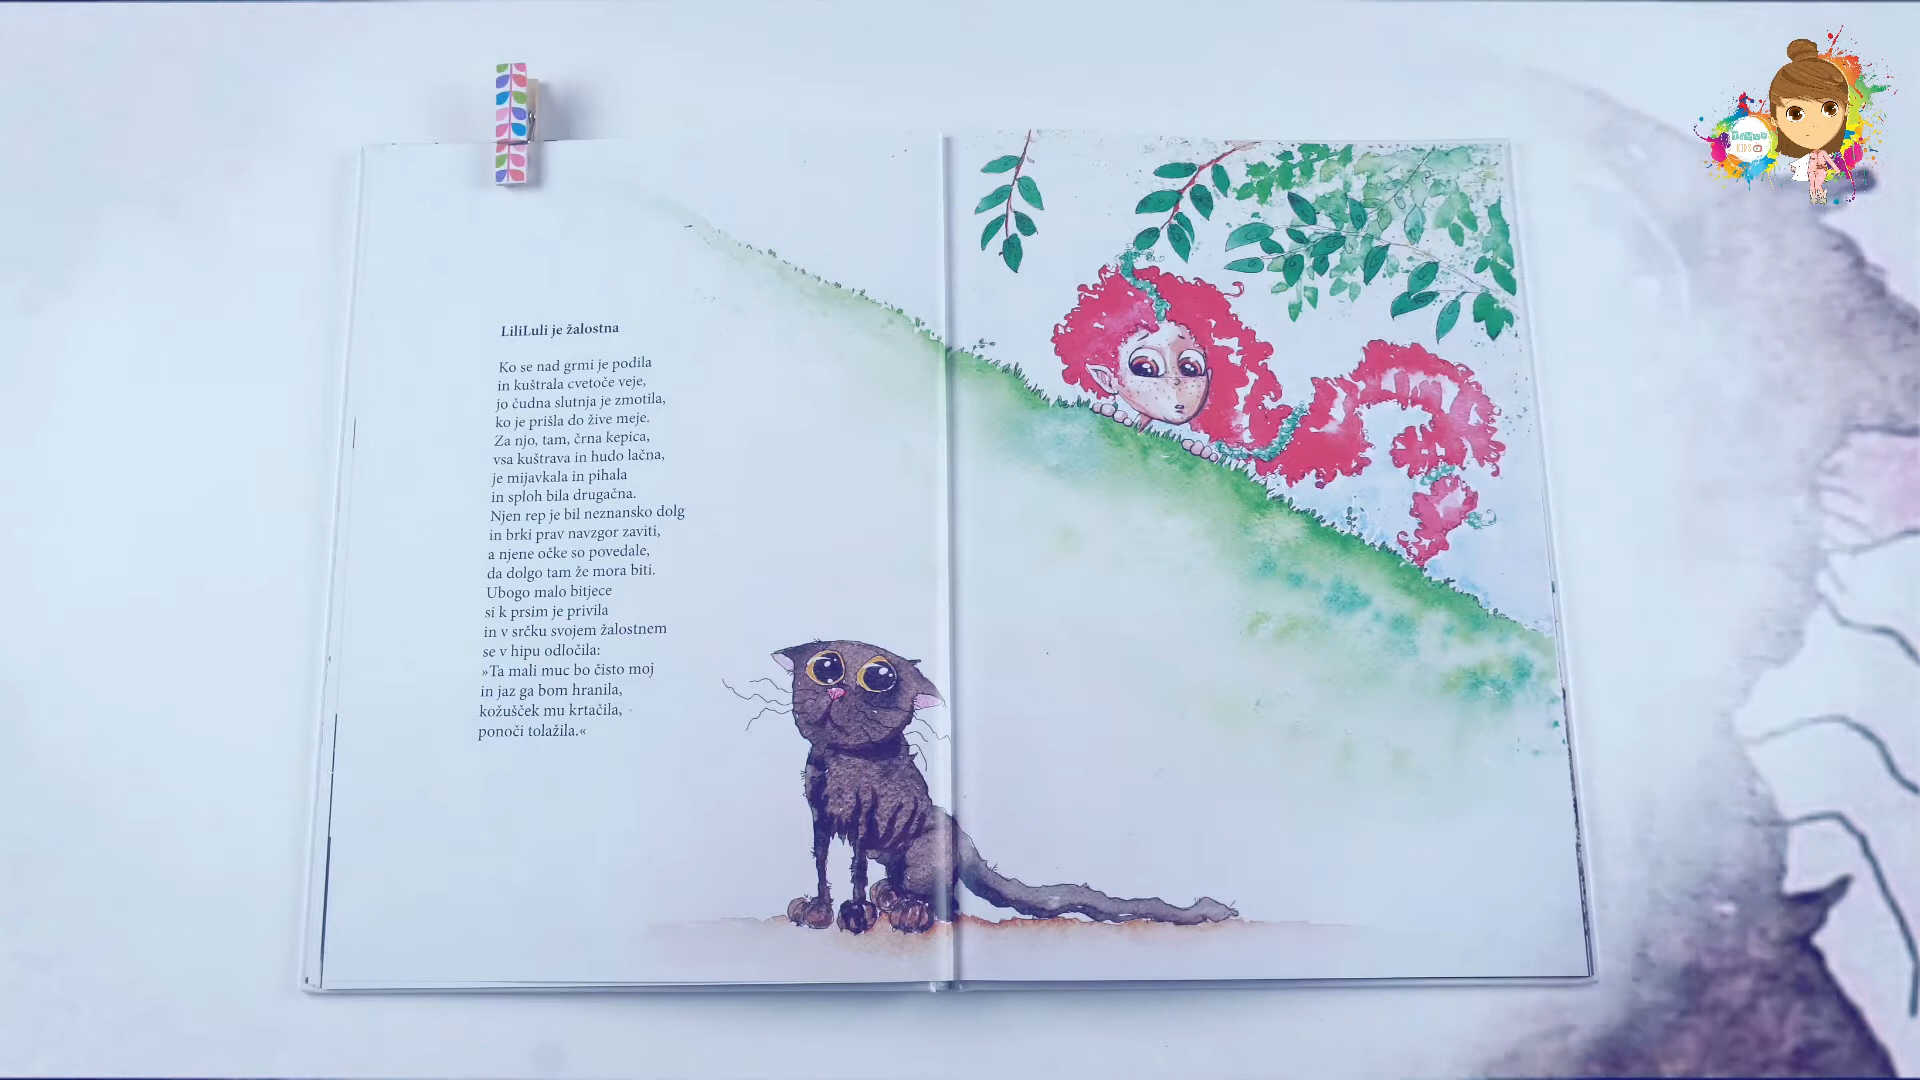 LiliLuli je žalostna
Ko se nad grmi je podila
in kuštrala cvetoče veje,
jo čudna slutnja je zmotila,
ko je prišla do žive meje.
Za njo, tam, črna kepica,
vsa kuštrava in hudo lačna,
je mijavkala in pihala
in sploh bila drugačna.
Njen rep je bil neznansko dolg
in brki prav navzgor zaviti,
a njene očke so povedale,
da dolgo tam že mora biti.
Ubogo malo bitjece
si k prsim je privila
in v srčku svojem žalostnem
se v hipu odločila:
»Ta mali muc bo čisto moj
in jaz ga bom hranila,
kožušček mu krtačila,
ponoči tolažila.«
KIDS